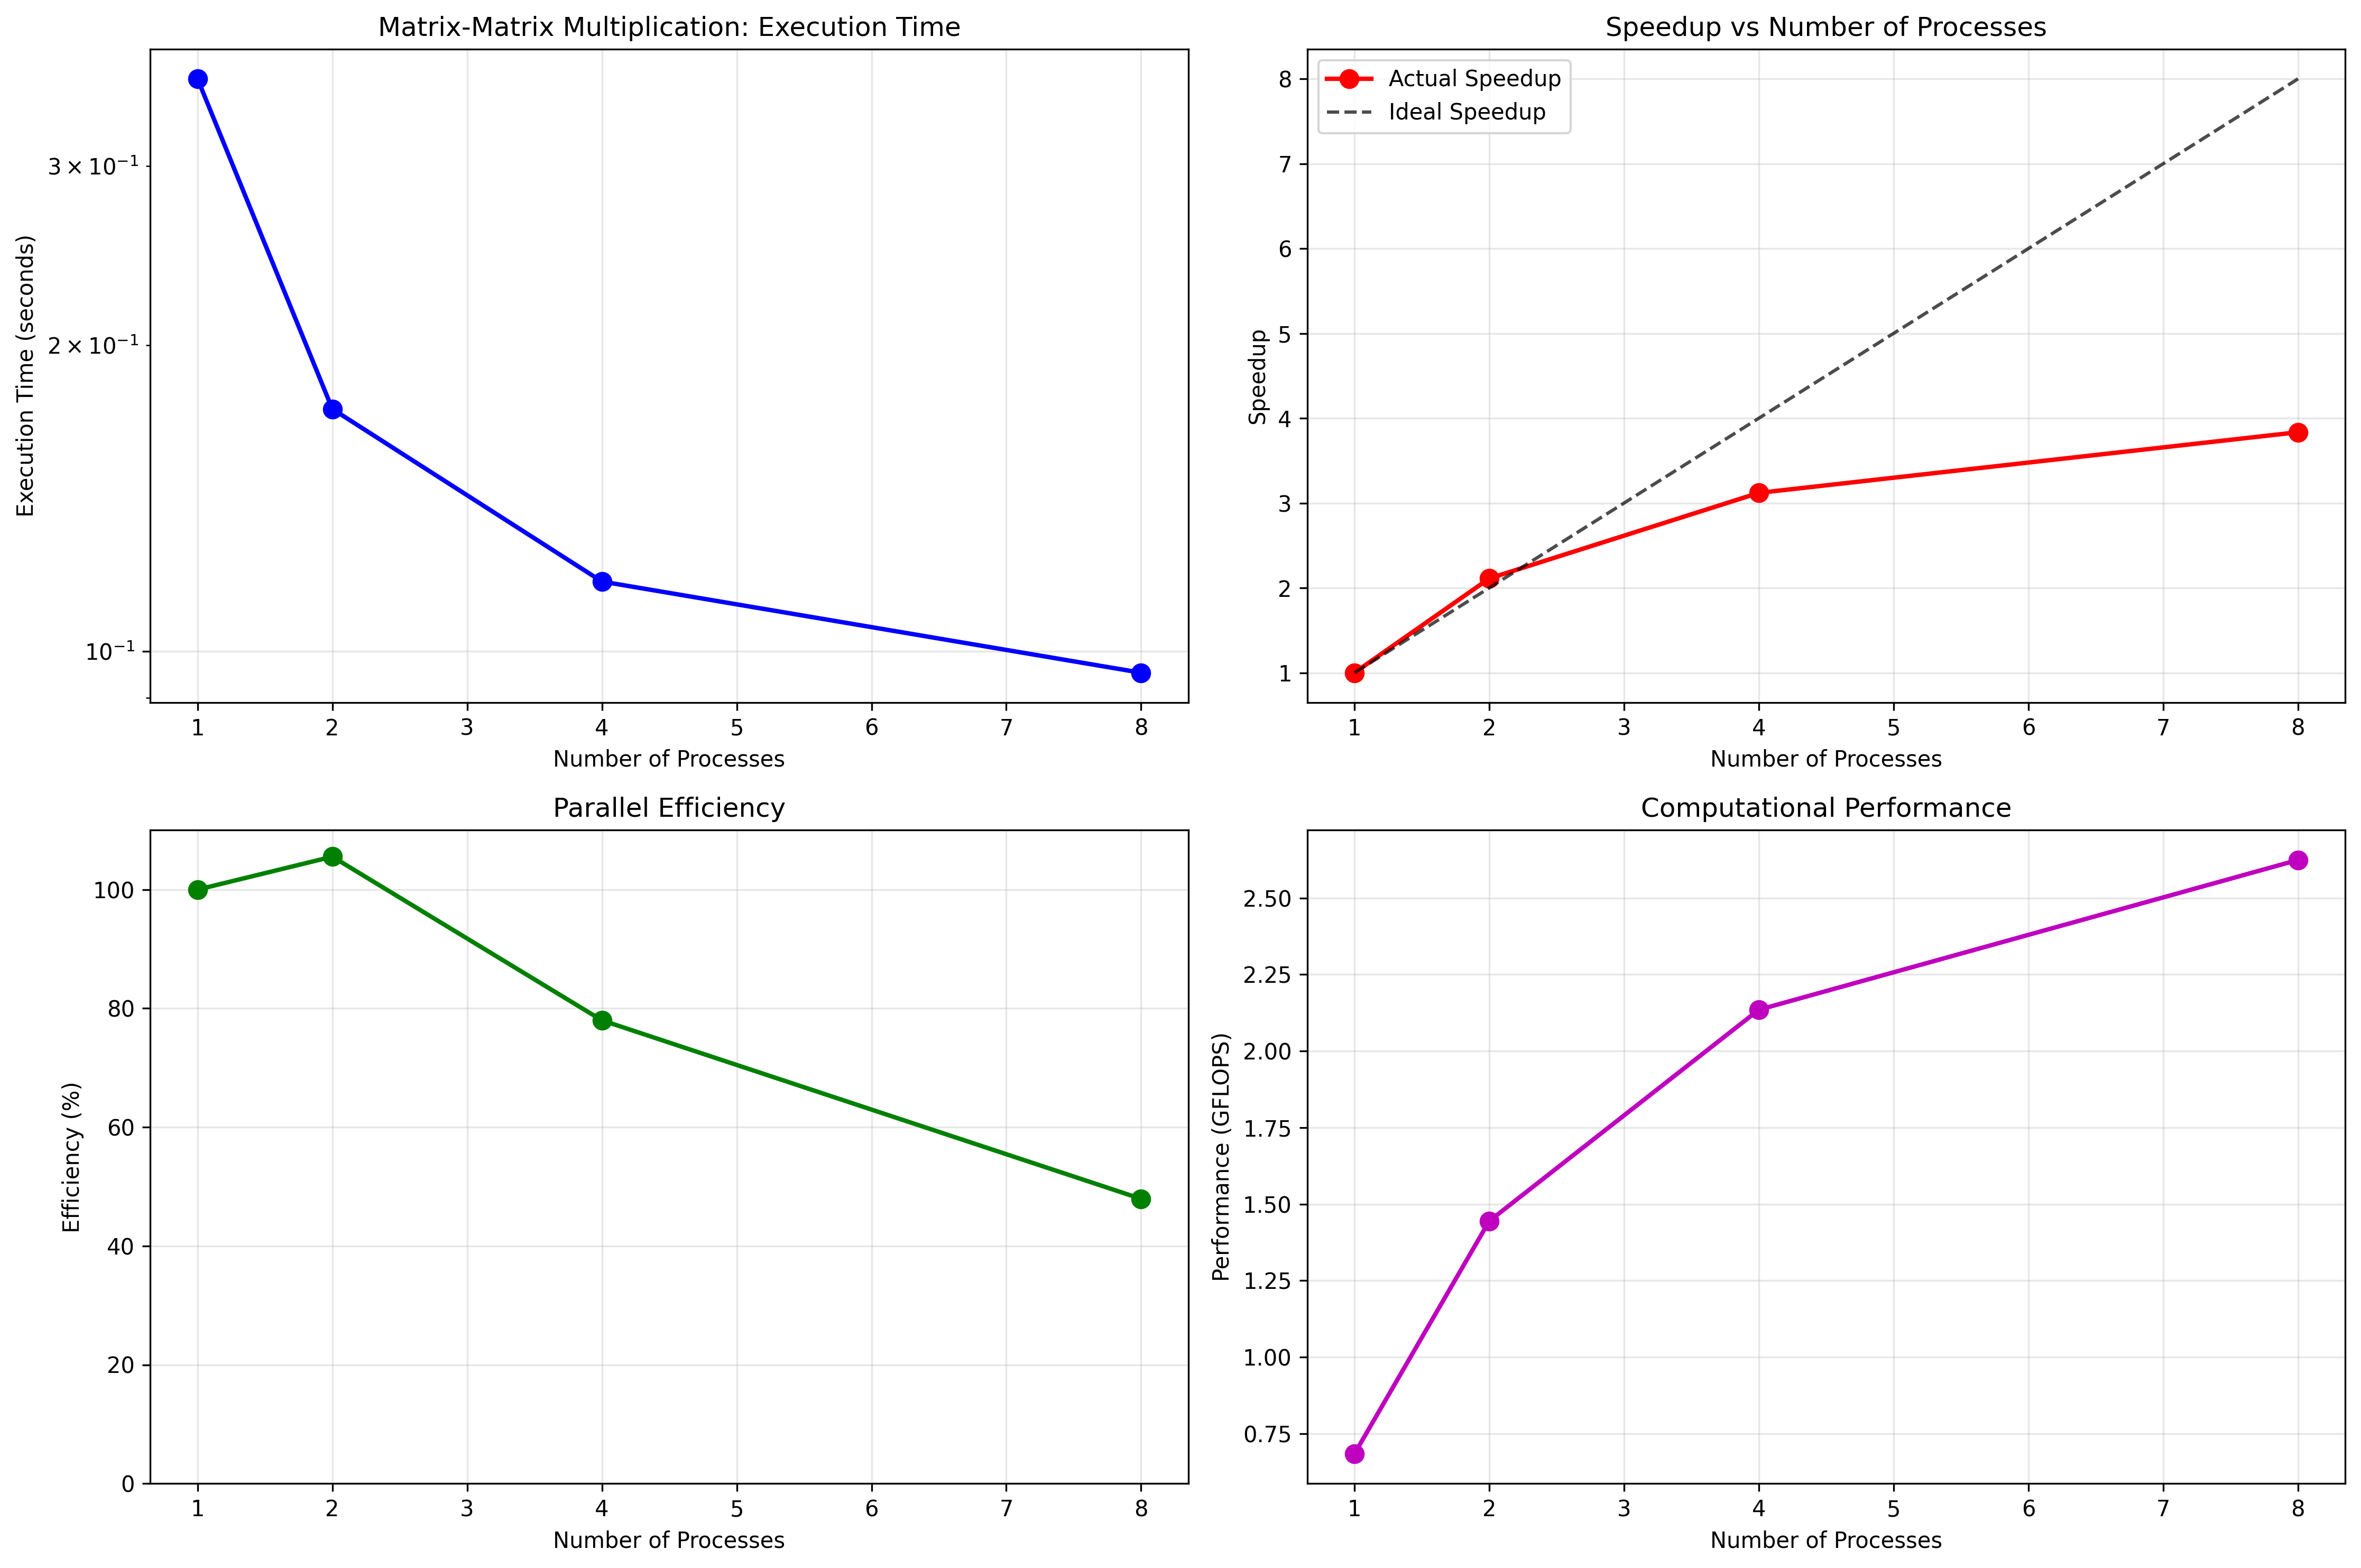 Matrix-Matrix Multiplication: Execution Time
Execution Time (seconds)
3 × 10⁻¹
2 × 10⁻¹
10⁻¹
1 2 3 4 5 6 7 8
Number of Processes
Speedup vs Number of Processes
Actual Speedup
Ideal Speedup
Speedup
8
7
6
5
4
3
2
1
1 2 3 4 5 6 7 8
Number of Processes
Parallel Efficiency
Efficiency (%)
100
80
60
40
20
0
1 2 3 4 5 6 7 8
Number of Processes
Computational Performance
Performance (GFLOPS)
2.50
2.25
2.00
1.75
1.50
1.25
1.00
0.75
1 2 3 4 5 6 7 8
Number of Processes